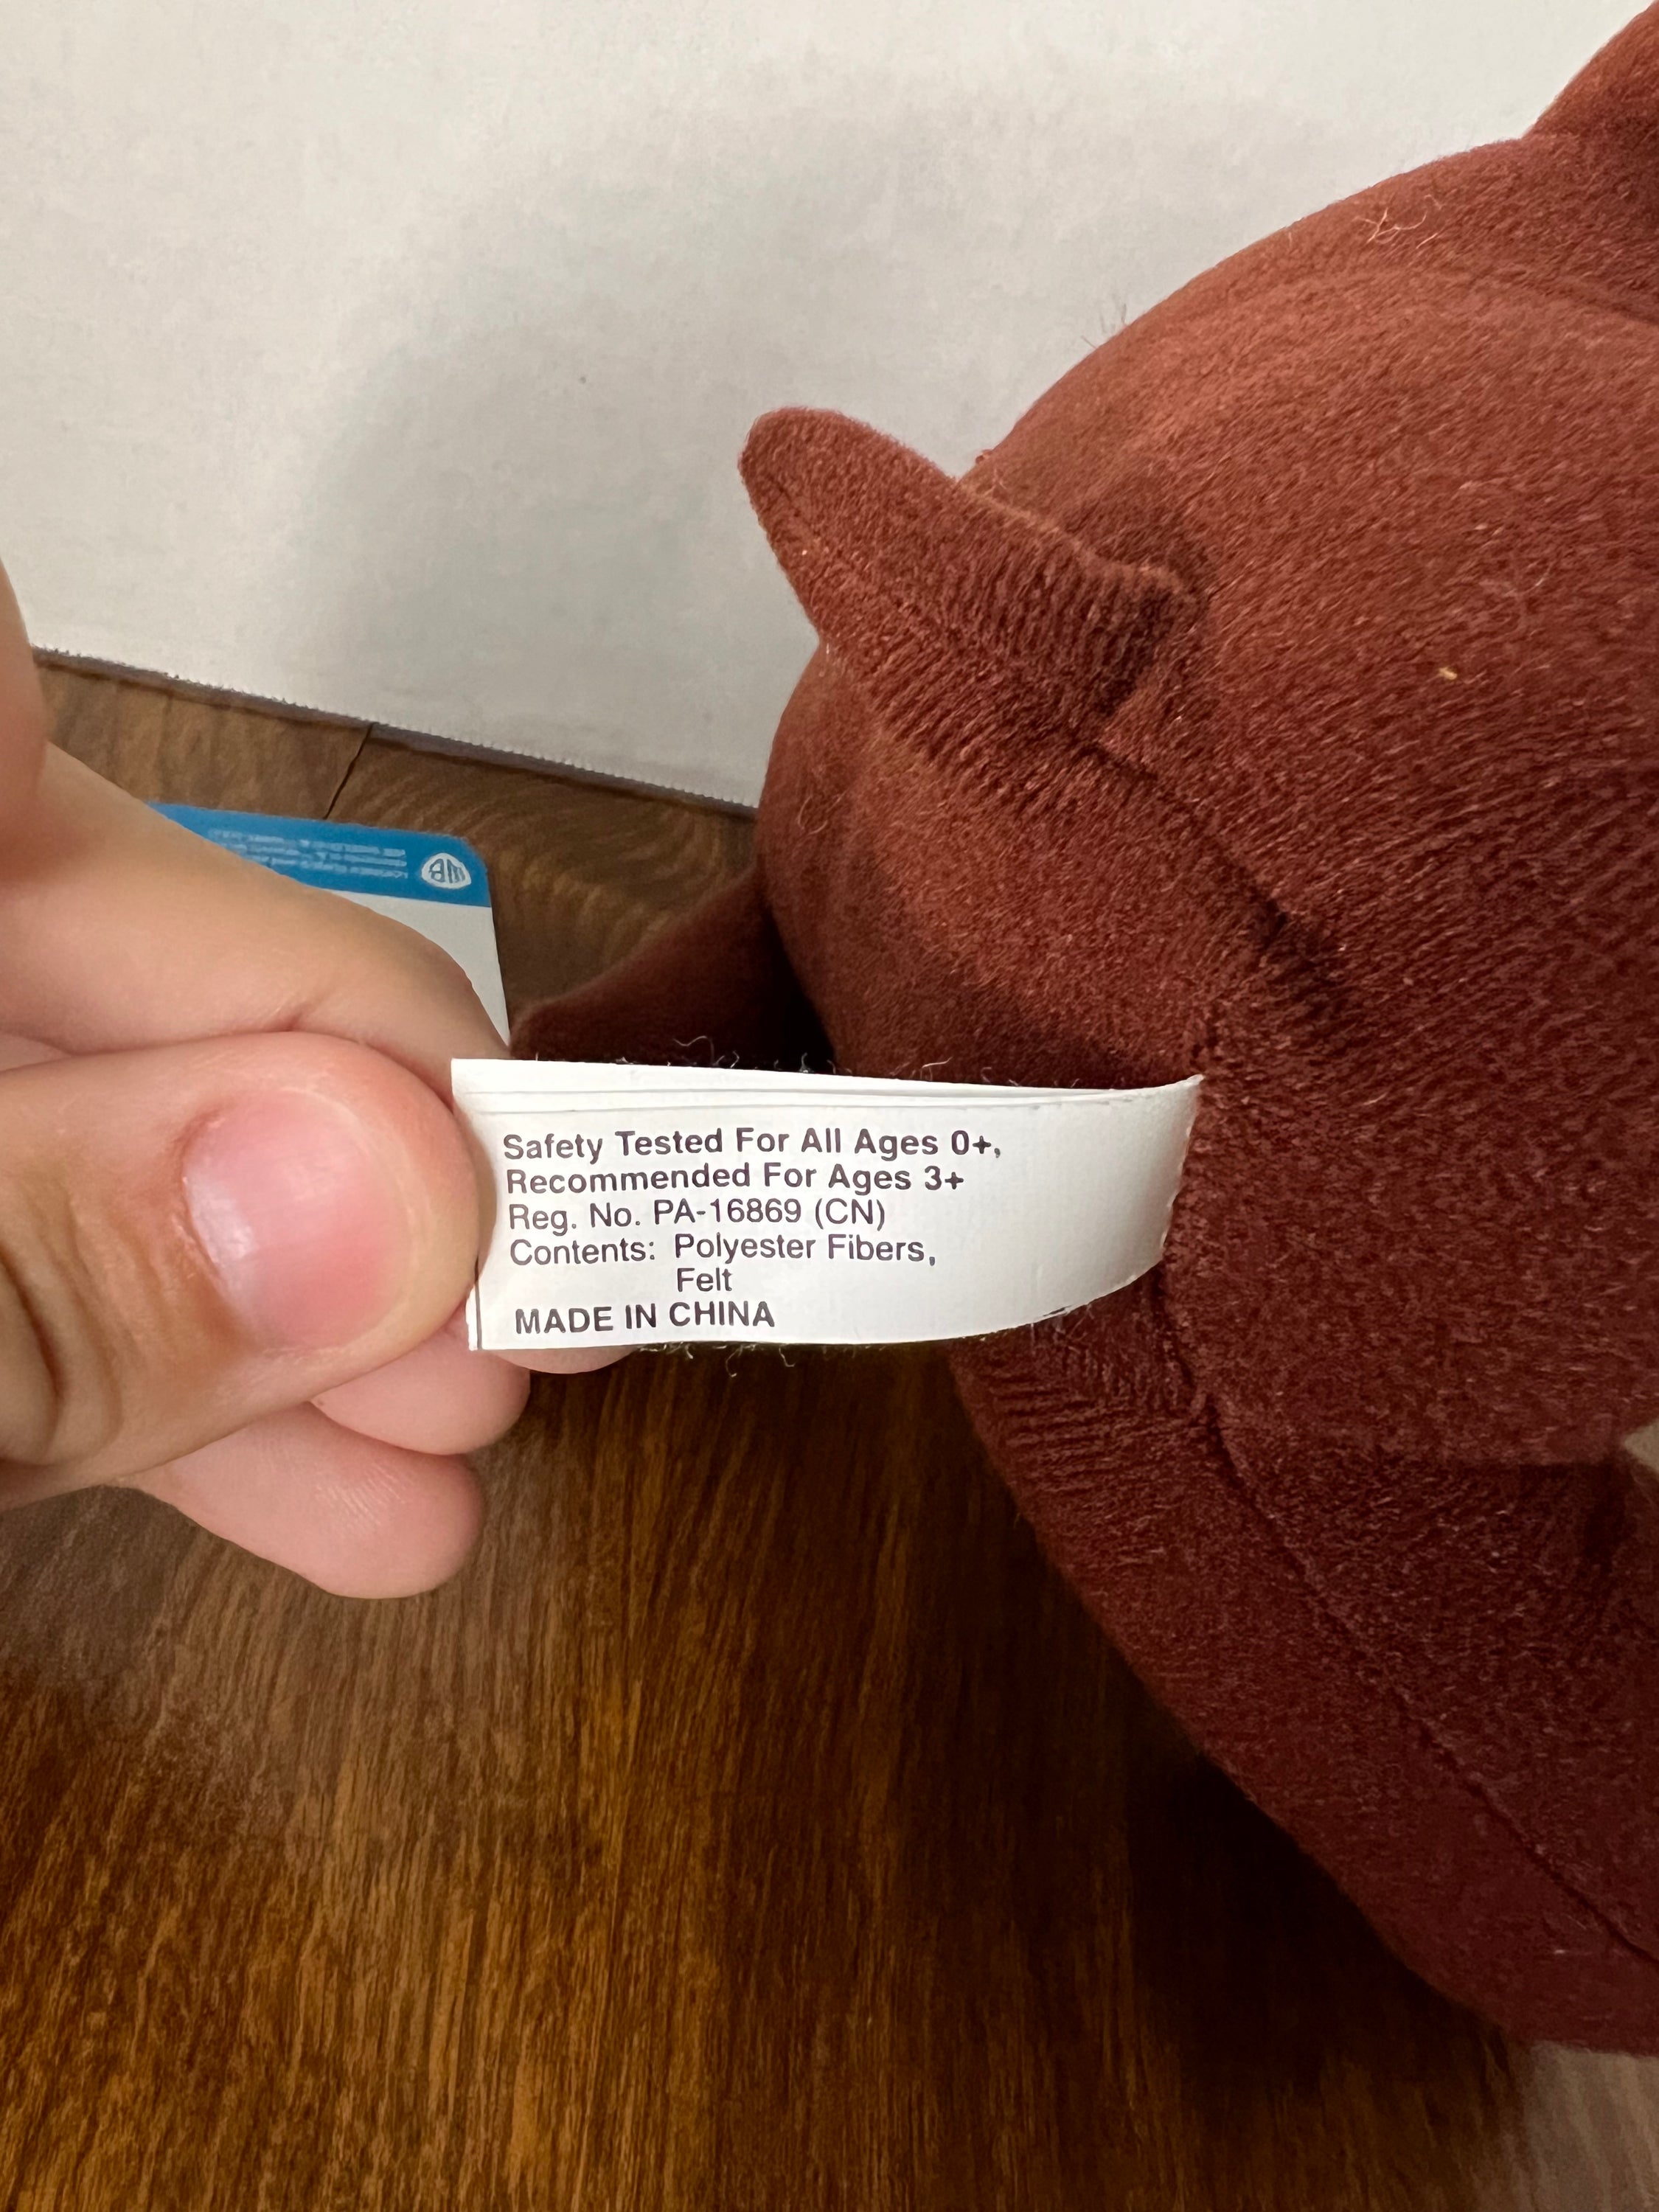 Safety Tested For All Ages 0+,
Recommended For Ages 3+
Reg. No. PA-16869 (CN)
Contents: Polyester Fibers,
Felt
MADE IN CHINA
WB